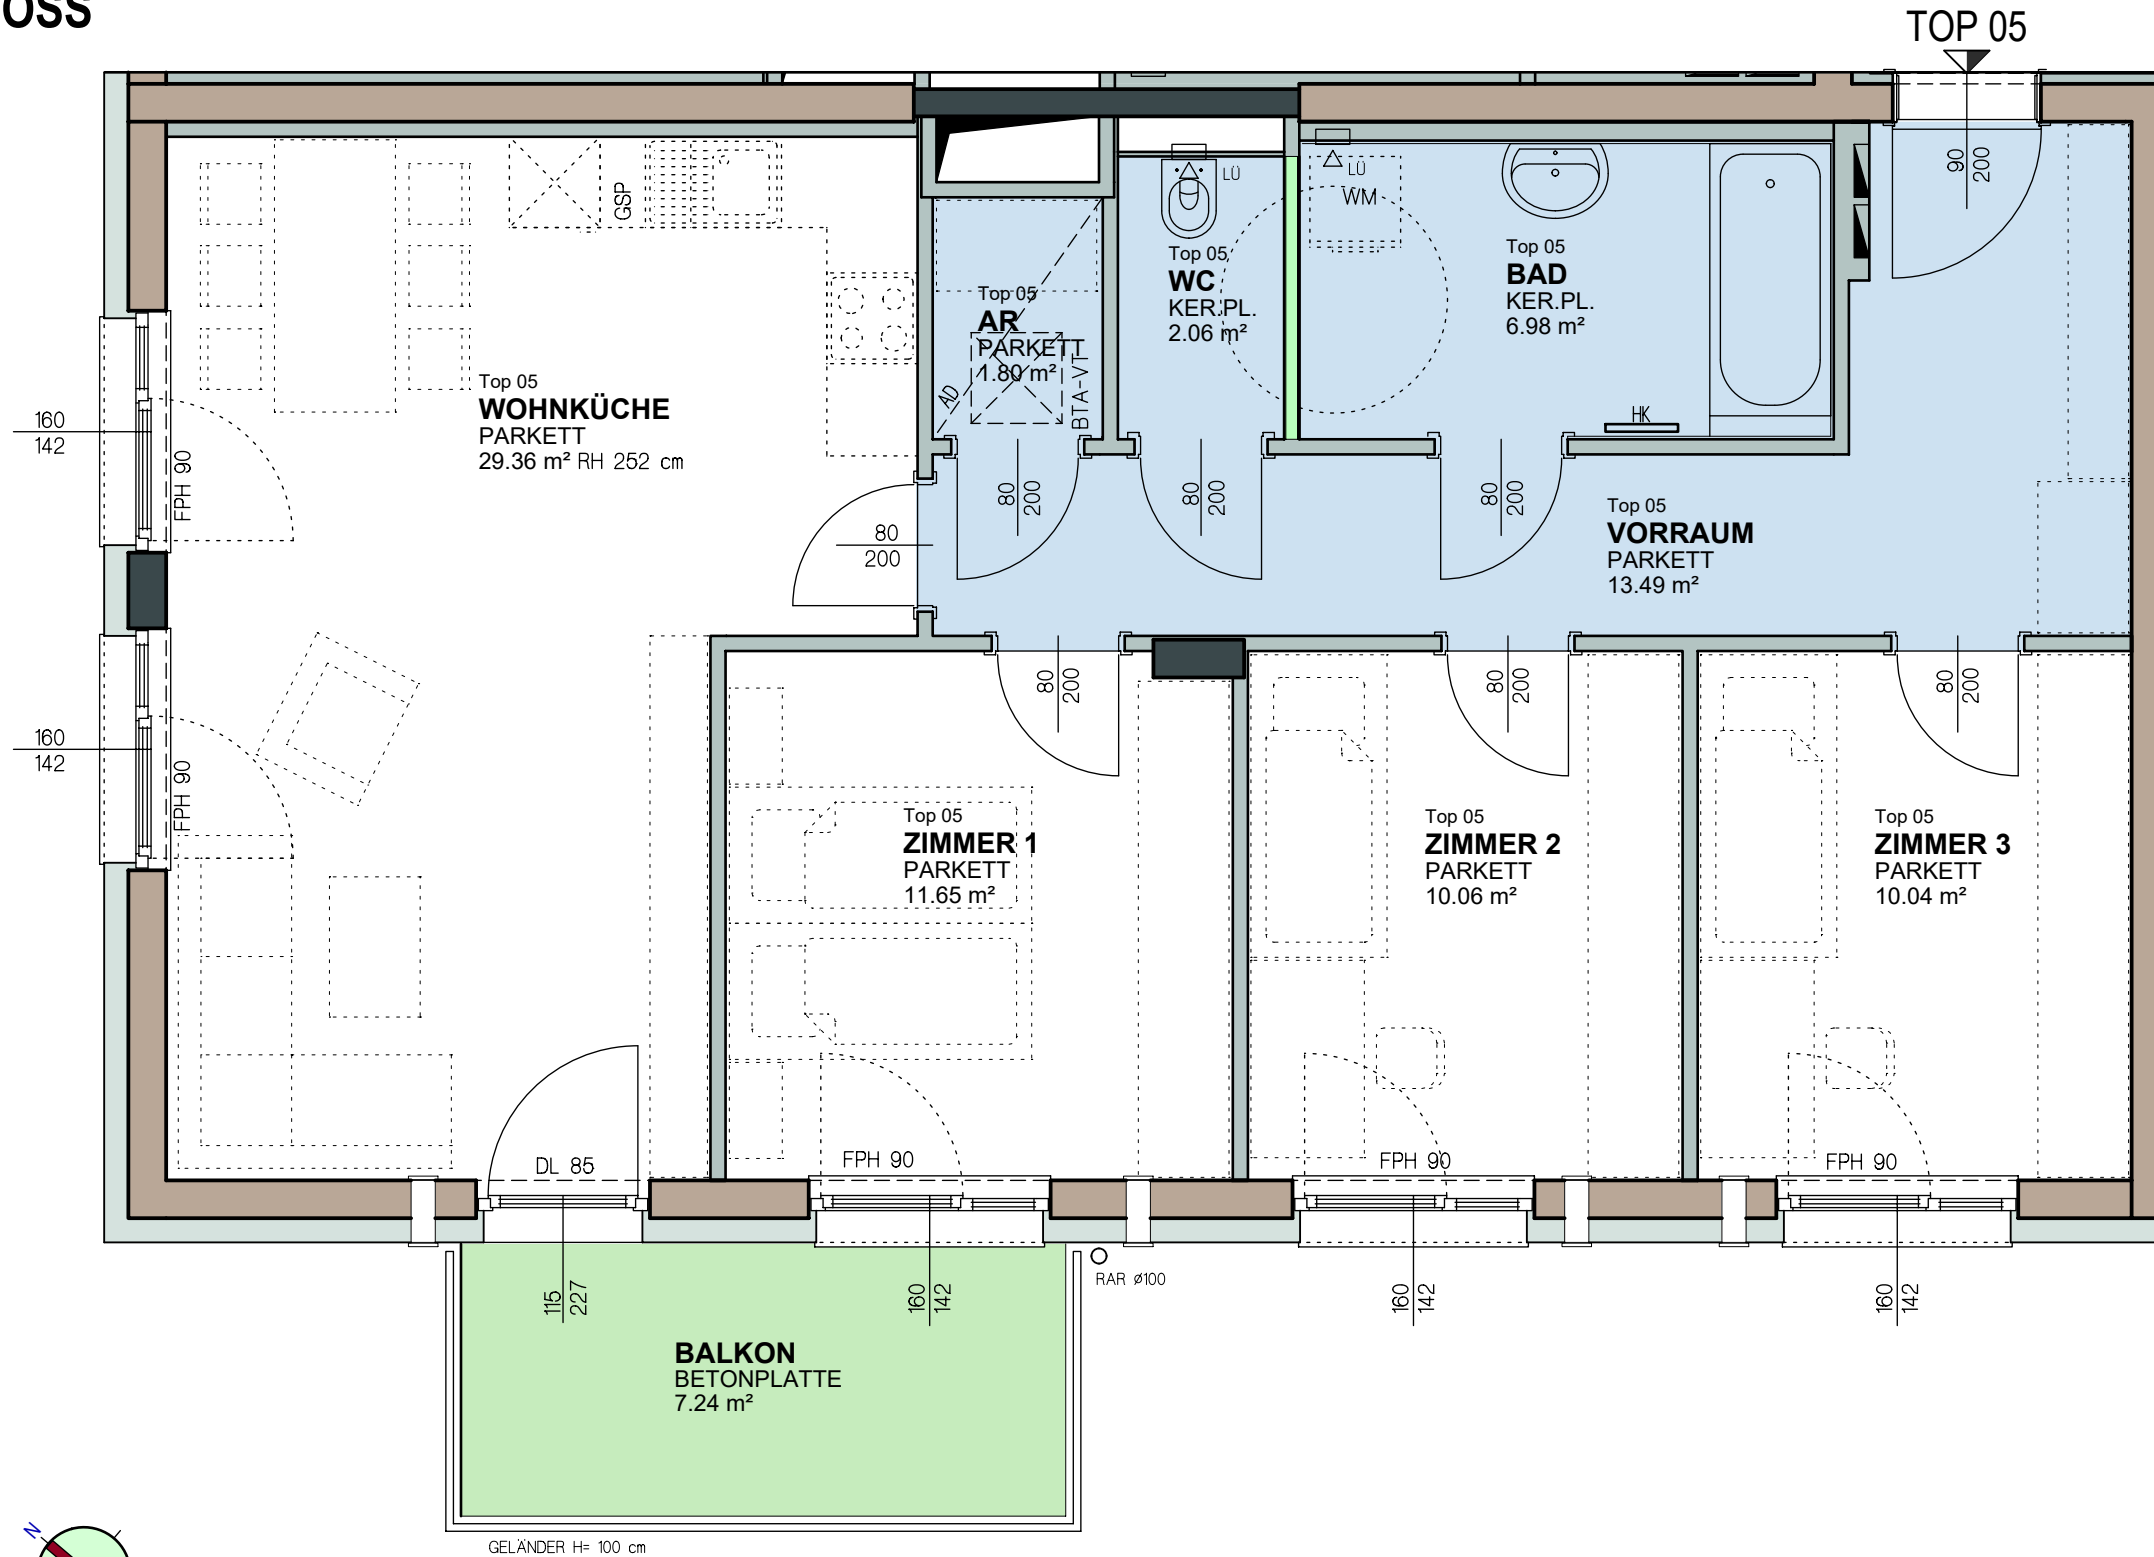 OSS
TOP 05
90
200
GSP
LÜ
LÜ
WM
Top 05
WC
KER.PL.
2.06 m²
Top 05
BAD
KER.PL.
6.98 m²
Top 05
AR
PARKETT
1.80 m²
AD
BTA-VT
HK
Top 05
WOHNKÜCHE
PARKETT
29.36 m² RH 252 cm
160
142
FPH 90
80
200
80
200
80
200
80
200
Top 05
VORRAUM
PARKETT
13.49 m²
80
200
80
200
80
200
160
142
FPH 90
Top 05
ZIMMER 1
PARKETT
11.65 m²
Top 05
ZIMMER 2
PARKETT
10.06 m²
Top 05
ZIMMER 3
PARKETT
10.04 m²
DL 85
FPH 90
FPH 90
FPH 90
115
227
160
142
RAR ø100
160
142
160
142
BALKON
BETONPLATTE
7.24 m²
N
GELÄNDER H= 100 cm